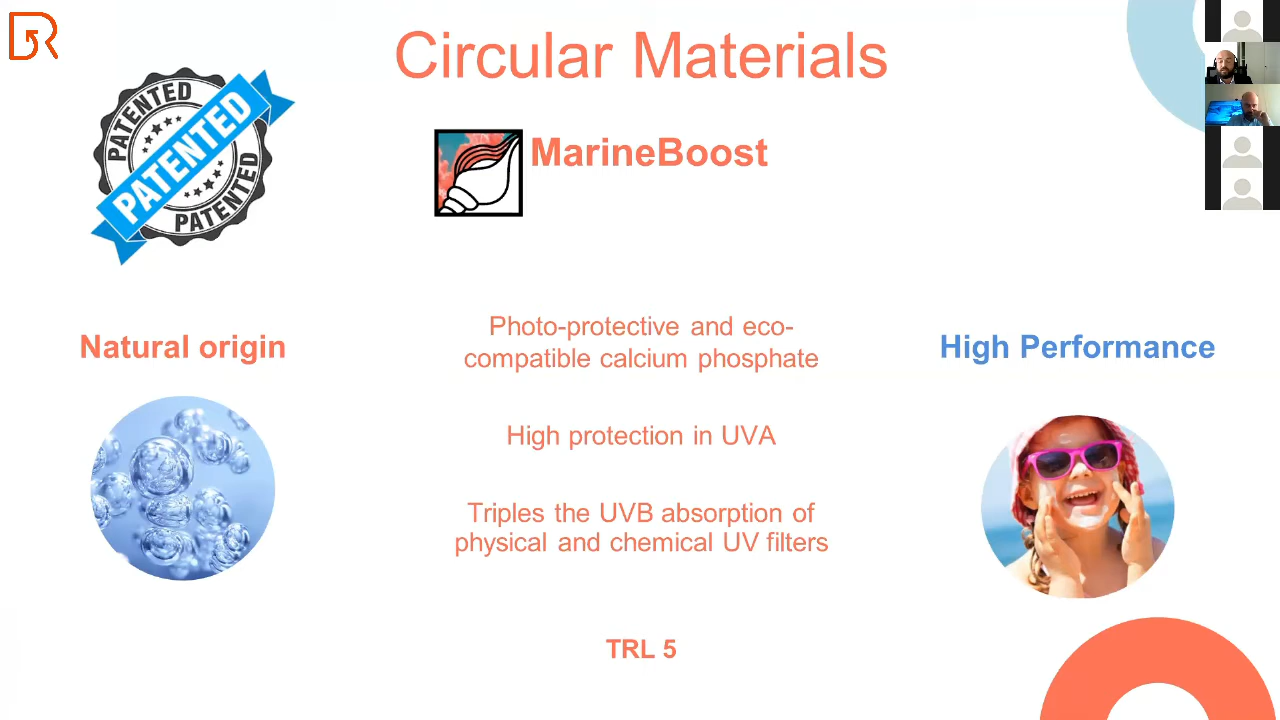 Circular Materials
PATENTED
PATENTED
PATENTED
MarineBoost
Natural origin
Photo-protective and eco-
compatible calcium phosphate
High protection in UVA
Triples the UVB absorption of
physical and chemical UV filters
TRL 5
High Performance